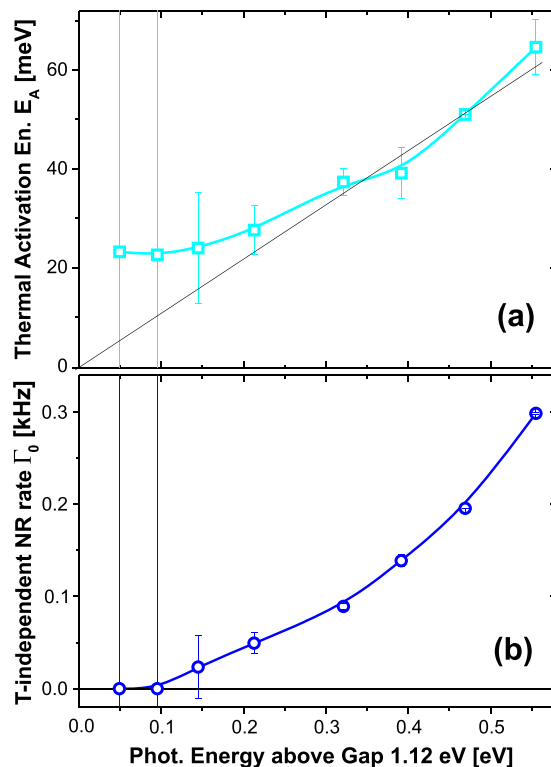 Thermal Activation En. E_A [meV]
60
40
20
0
(a)
T-independent NR rate Γ_0 [kHz]
0.3
0.2
0.1
0.0
(b)
0.0 0.1 0.2 0.3 0.4 0.5
Phot. Energy above Gap 1.12 eV [eV]